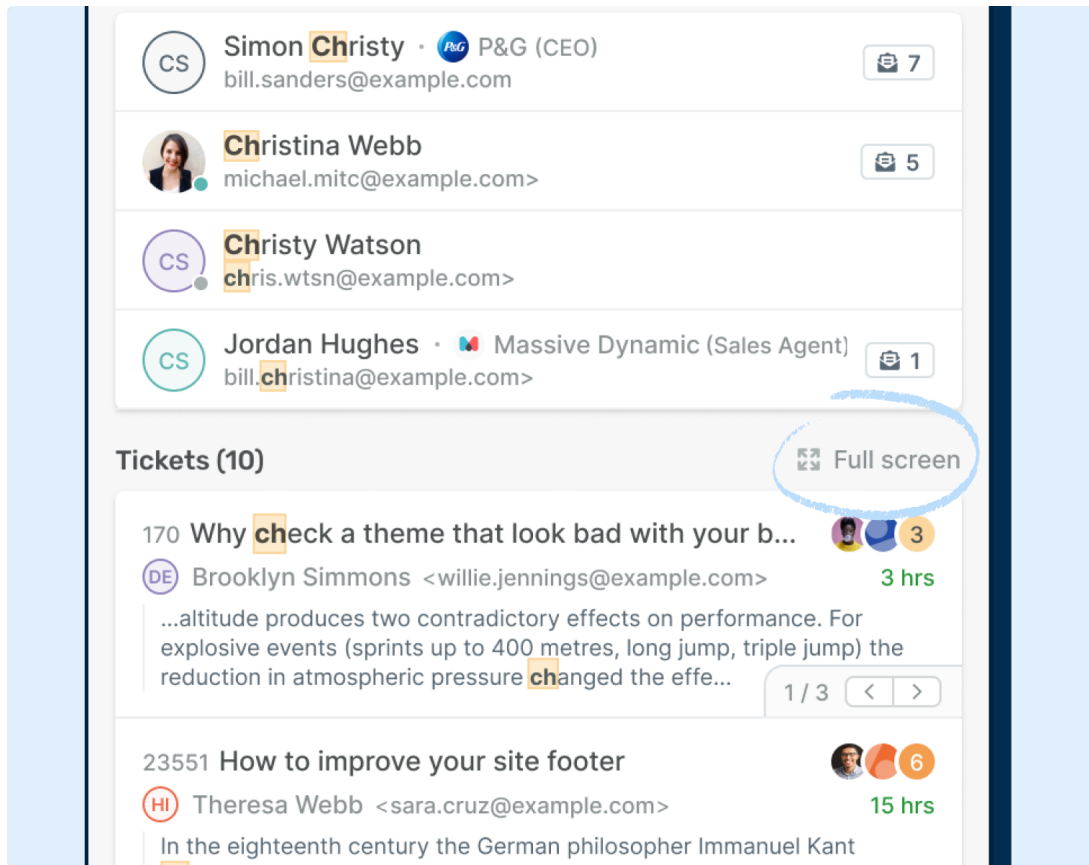 CS Simon Christy · P&G P&G (CEO) 7
bill.sanders@example.com
Christina Webb 5
michael.mitc@example.com>
CS Christy Watson
chris.wtsn@example.com>
CS Jordan Hughes · Massive Dynamic (Sales Agent) 1
bill.christina@example.com>
Tickets (10) Full screen
170 Why check a theme that look bad with your b... 3
DE Brooklyn Simmons <willie.jennings@example.com> 3 hrs
...altitude produces two contradictory effects on performance. For
explosive events (sprints up to 400 metres, long jump, triple jump) the
reduction in atmospheric pressure changed the effe...
1 / 3 < >
23551 How to improve your site footer 6
HI Theresa Webb <sara.cruz@example.com> 15 hrs
In the eighteenth century the German philosopher Immanuel Kant